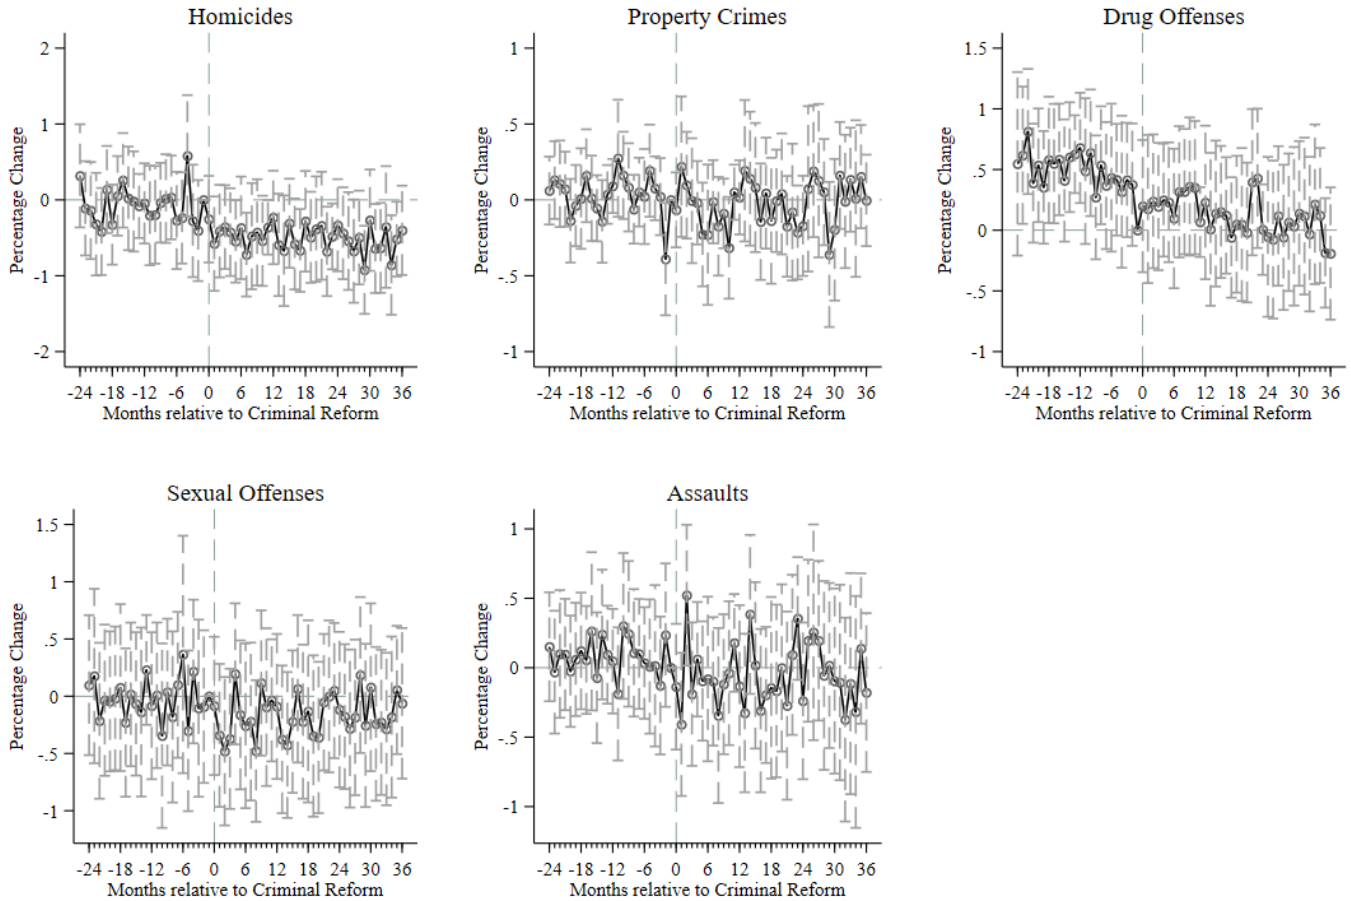 Homicides
Percentage Change
2
1
0
-1
-2
-24 -18 -12 -6 0 6 12 18 24 30 36
Months relative to Criminal Reform
Property Crimes
Percentage Change
1
.5
0
-.5
-1
-24 -18 -12 -6 0 6 12 18 24 30 36
Months relative to Criminal Reform
Drug Offenses
Percentage Change
1.5
1
.5
0
-.5
-1
-24 -18 -12 -6 0 6 12 18 24 30 36
Months relative to Criminal Reform
Sexual Offenses
Percentage Change
1.5
1
.5
0
-.5
-1
-24 -18 -12 -6 0 6 12 18 24 30 36
Months relative to Criminal Reform
Assaults
Percentage Change
1
.5
0
-.5
-1
-24 -18 -12 -6 0 6 12 18 24 30 36
Months relative to Criminal Reform